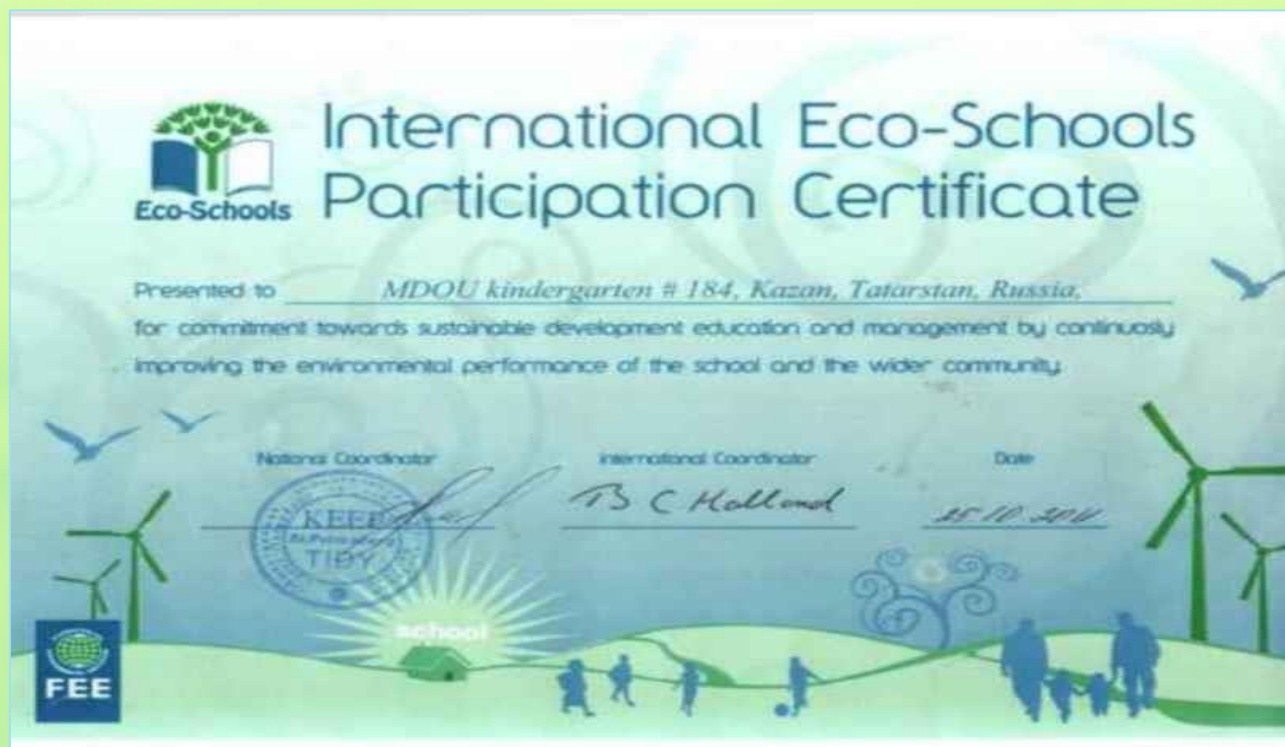 International Eco-Schools
Participation Certificate
Eco-Schools
Presented to MDOU kindergarten # 184, Kazan, Tatarstan, Russia,
for commitment towards sustainable development education and management by continuosly
improving the environmental performance of the school and the wider community.
National Coordinator International Coordinator Date
B C Holland 25.10.2011
KEEP
St.Petersburg
TIDY
school
FEE